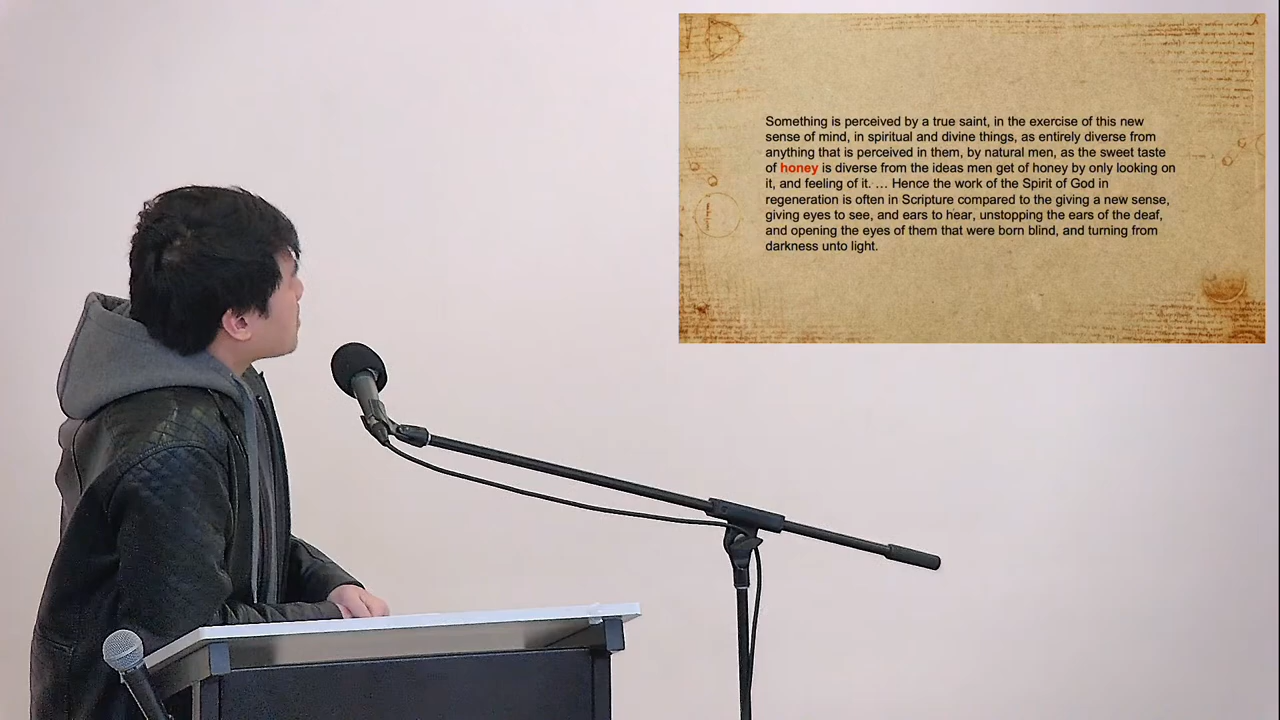 Something is perceived by a true saint, in the exercise of this new
sense of mind, in spiritual and divine things, as entirely diverse from
anything that is perceived in them, by natural men, as the sweet taste
of honey is diverse from the ideas men get of honey by only looking on
it, and feeling of it. … Hence the work of the Spirit of God in
regeneration is often in Scripture compared to the giving a new sense,
giving eyes to see, and ears to hear, unstopping the ears of the deaf,
and opening the eyes of them that were born blind, and turning from
darkness unto light.